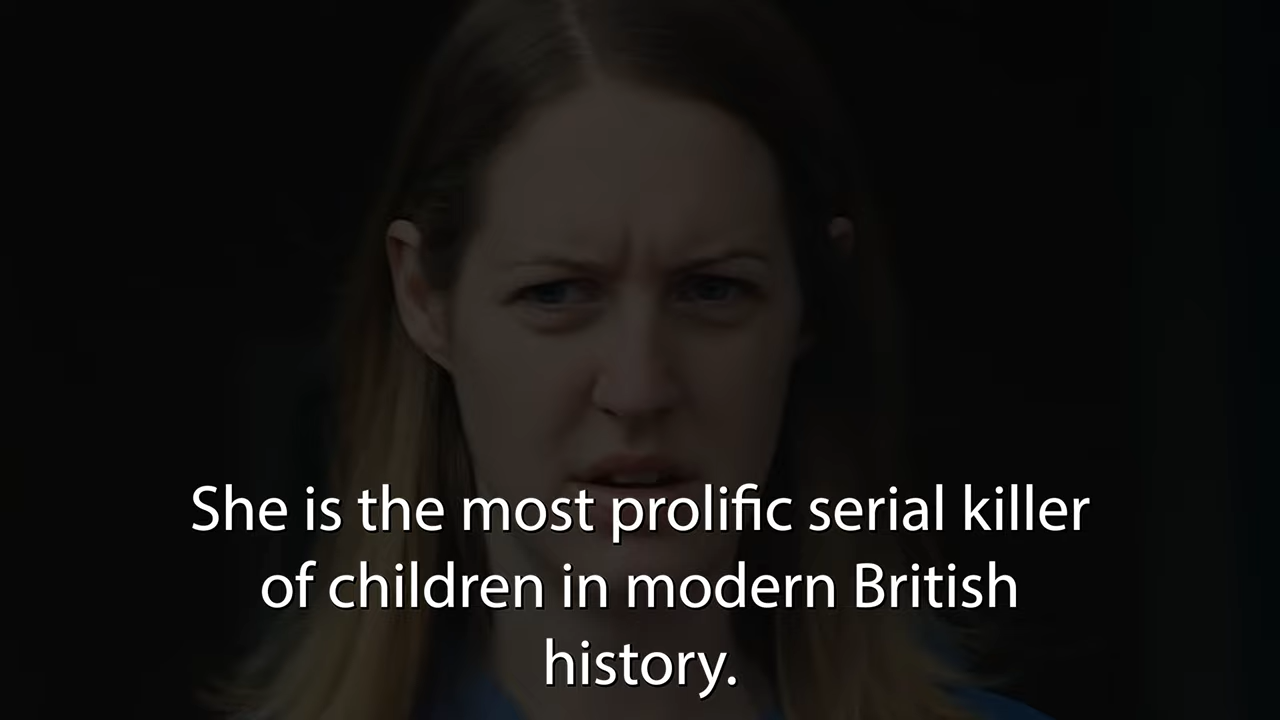 She is the most prolific serial killer
of children in modern British
history.